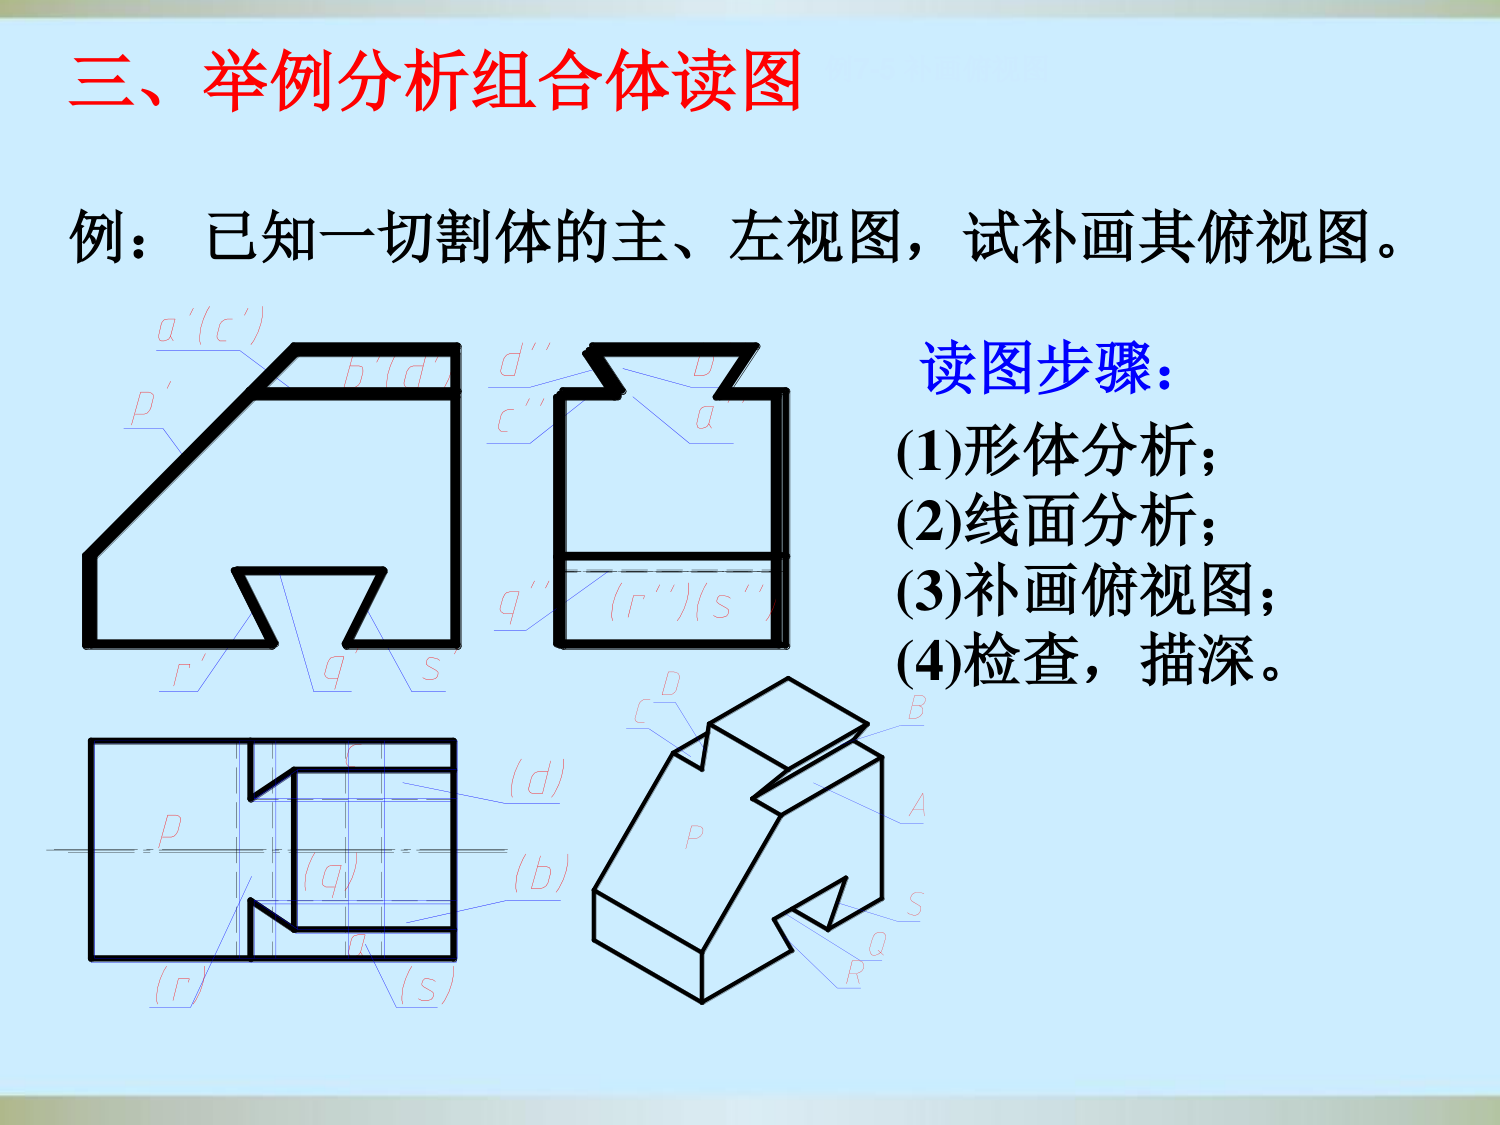 三、举例分析组合体读图
例： 已知一切割体的主、左视图，试补画其俯视图。
读图步骤：
(1)形体分析；
(2)线面分析；
(3)补画俯视图；
(4)检查，描深。
a'(c')
b'(d')
p'
r'
q'
s'
d''
b''
c''
a''
q''
(r'')(s'')
c
(d)
p
(q)
(b)
a
(r)
(s)
D
C
B
P
A
S
Q
R